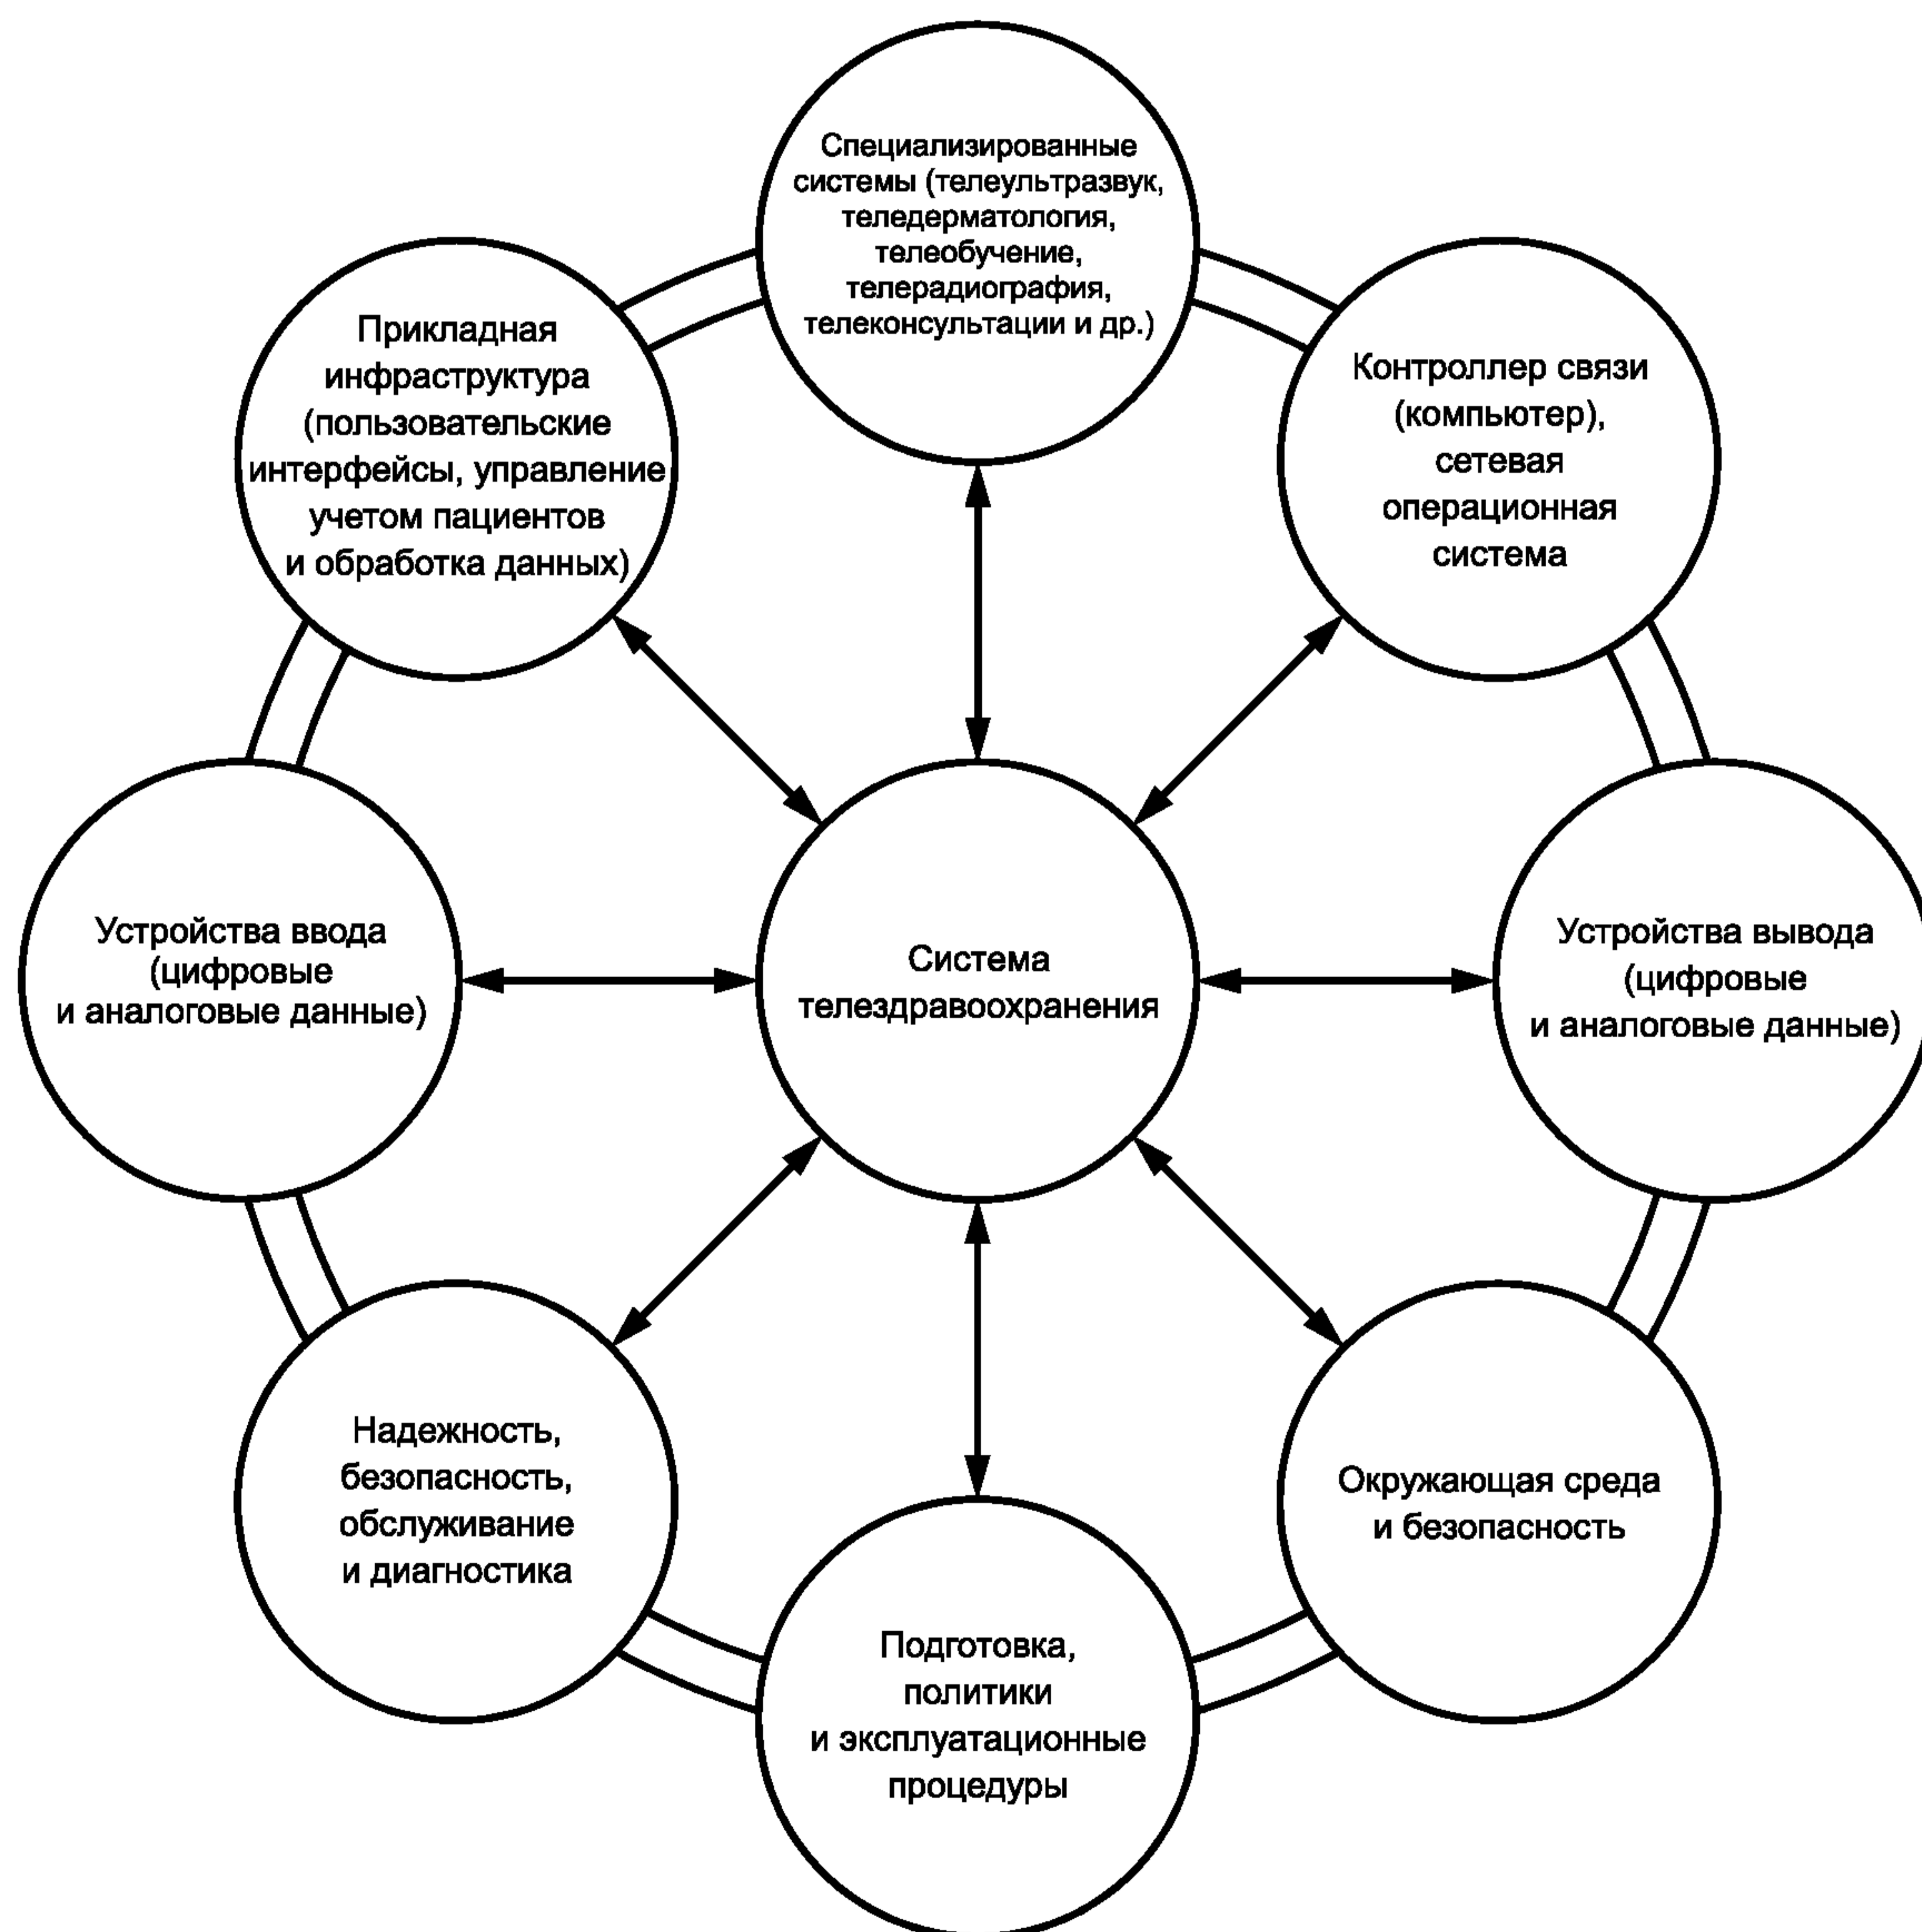 Специализированные
системы (телеультразвук,
теледерматология,
телеобучение,
телерадиография,
телеконсультации и др.)
Прикладная
инфраструктура
(пользовательские
интерфейсы, управление
учетом пациентов
и обработка данных)
Контроллер связи
(компьютер),
сетевая
операционная
система
Устройства ввода
(цифровые
и аналоговые данные)
Система
телездравоохранения
Устройства вывода
(цифровые
и аналоговые данные)
Надежность,
безопасность,
обслуживание
и диагностика
Окружающая среда
и безопасность
Подготовка,
политики
и эксплуатационные
процедуры